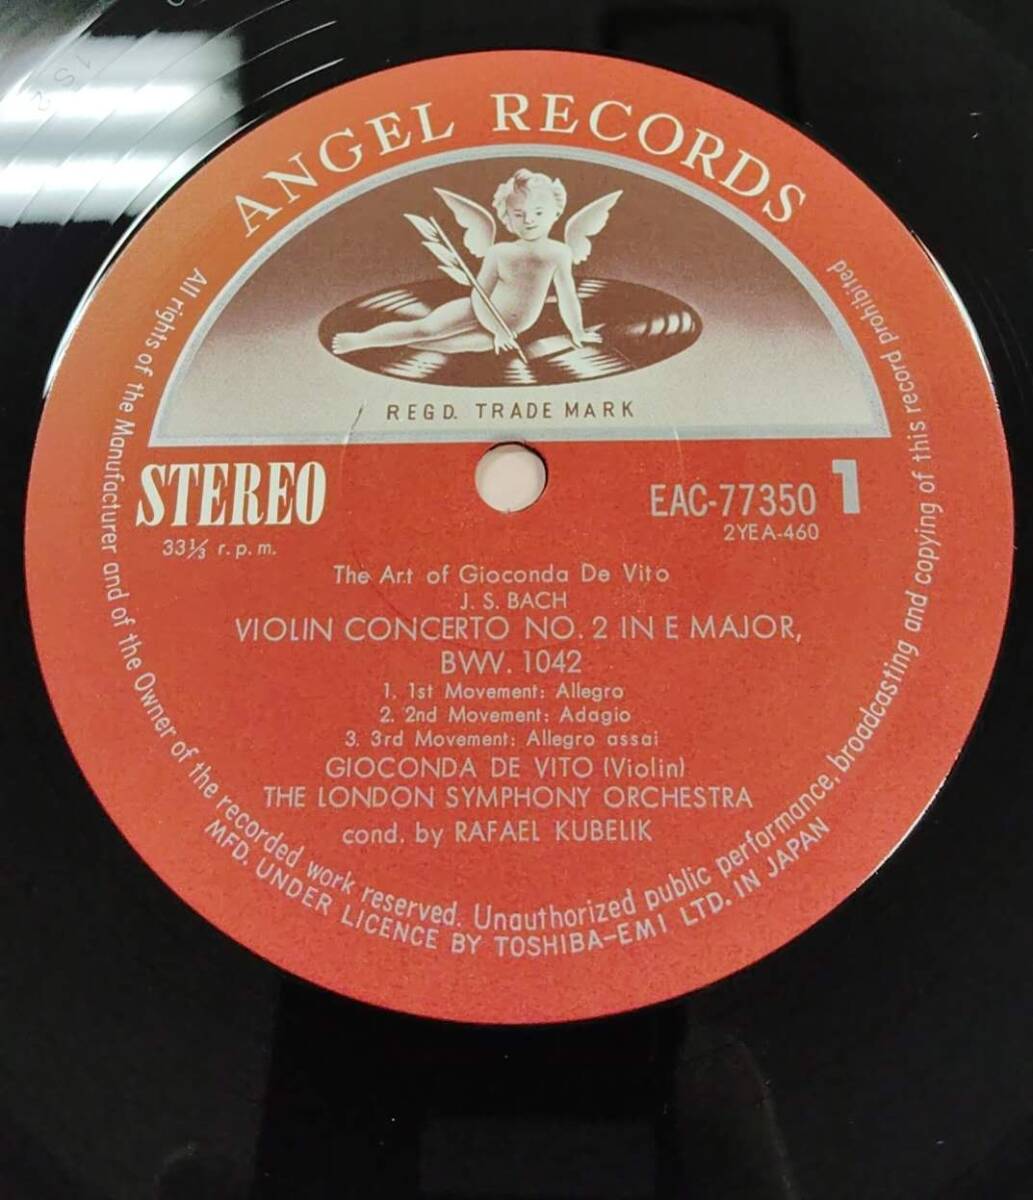 ANGEL RECORDS
REGD. TRADE MARK
STEREO
33⅓ r.p.m.
EAC-77350 1
2YEA-460
The Art of Gioconda De Vito
J. S. BACH
VIOLIN CONCERTO NO. 2 IN E MAJOR,
BWV. 1042
1. 1st Movement: Allegro
2. 2nd Movement: Adagio
3. 3rd Movement: Allegro assai
GIOCONDA DE VITO (Violin)
THE LONDON SYMPHONY ORCHESTRA
cond. by RAFAEL KUBELIK
All rights of the Manufacturer and of the Owner of the recorded work reserved. Unauthorized public performance, broadcasting and copying of this record prohibited
MFD. UNDER LICENCE BY TOSHIBA-EMI LTD. IN JAPAN